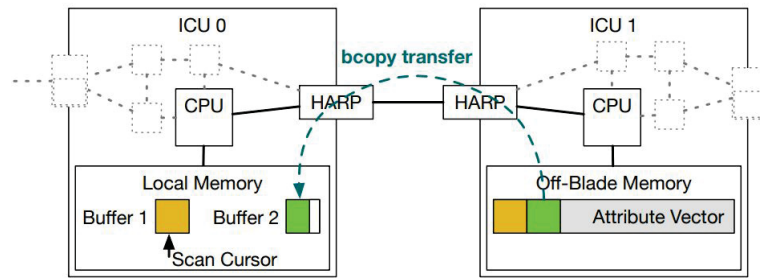 ICU 0
ICU 1
bcopy transfer
HARP
HARP
CPU
CPU
Local Memory
Off-Blade Memory
Buffer 1
Buffer 2
Attribute Vector
Scan Cursor